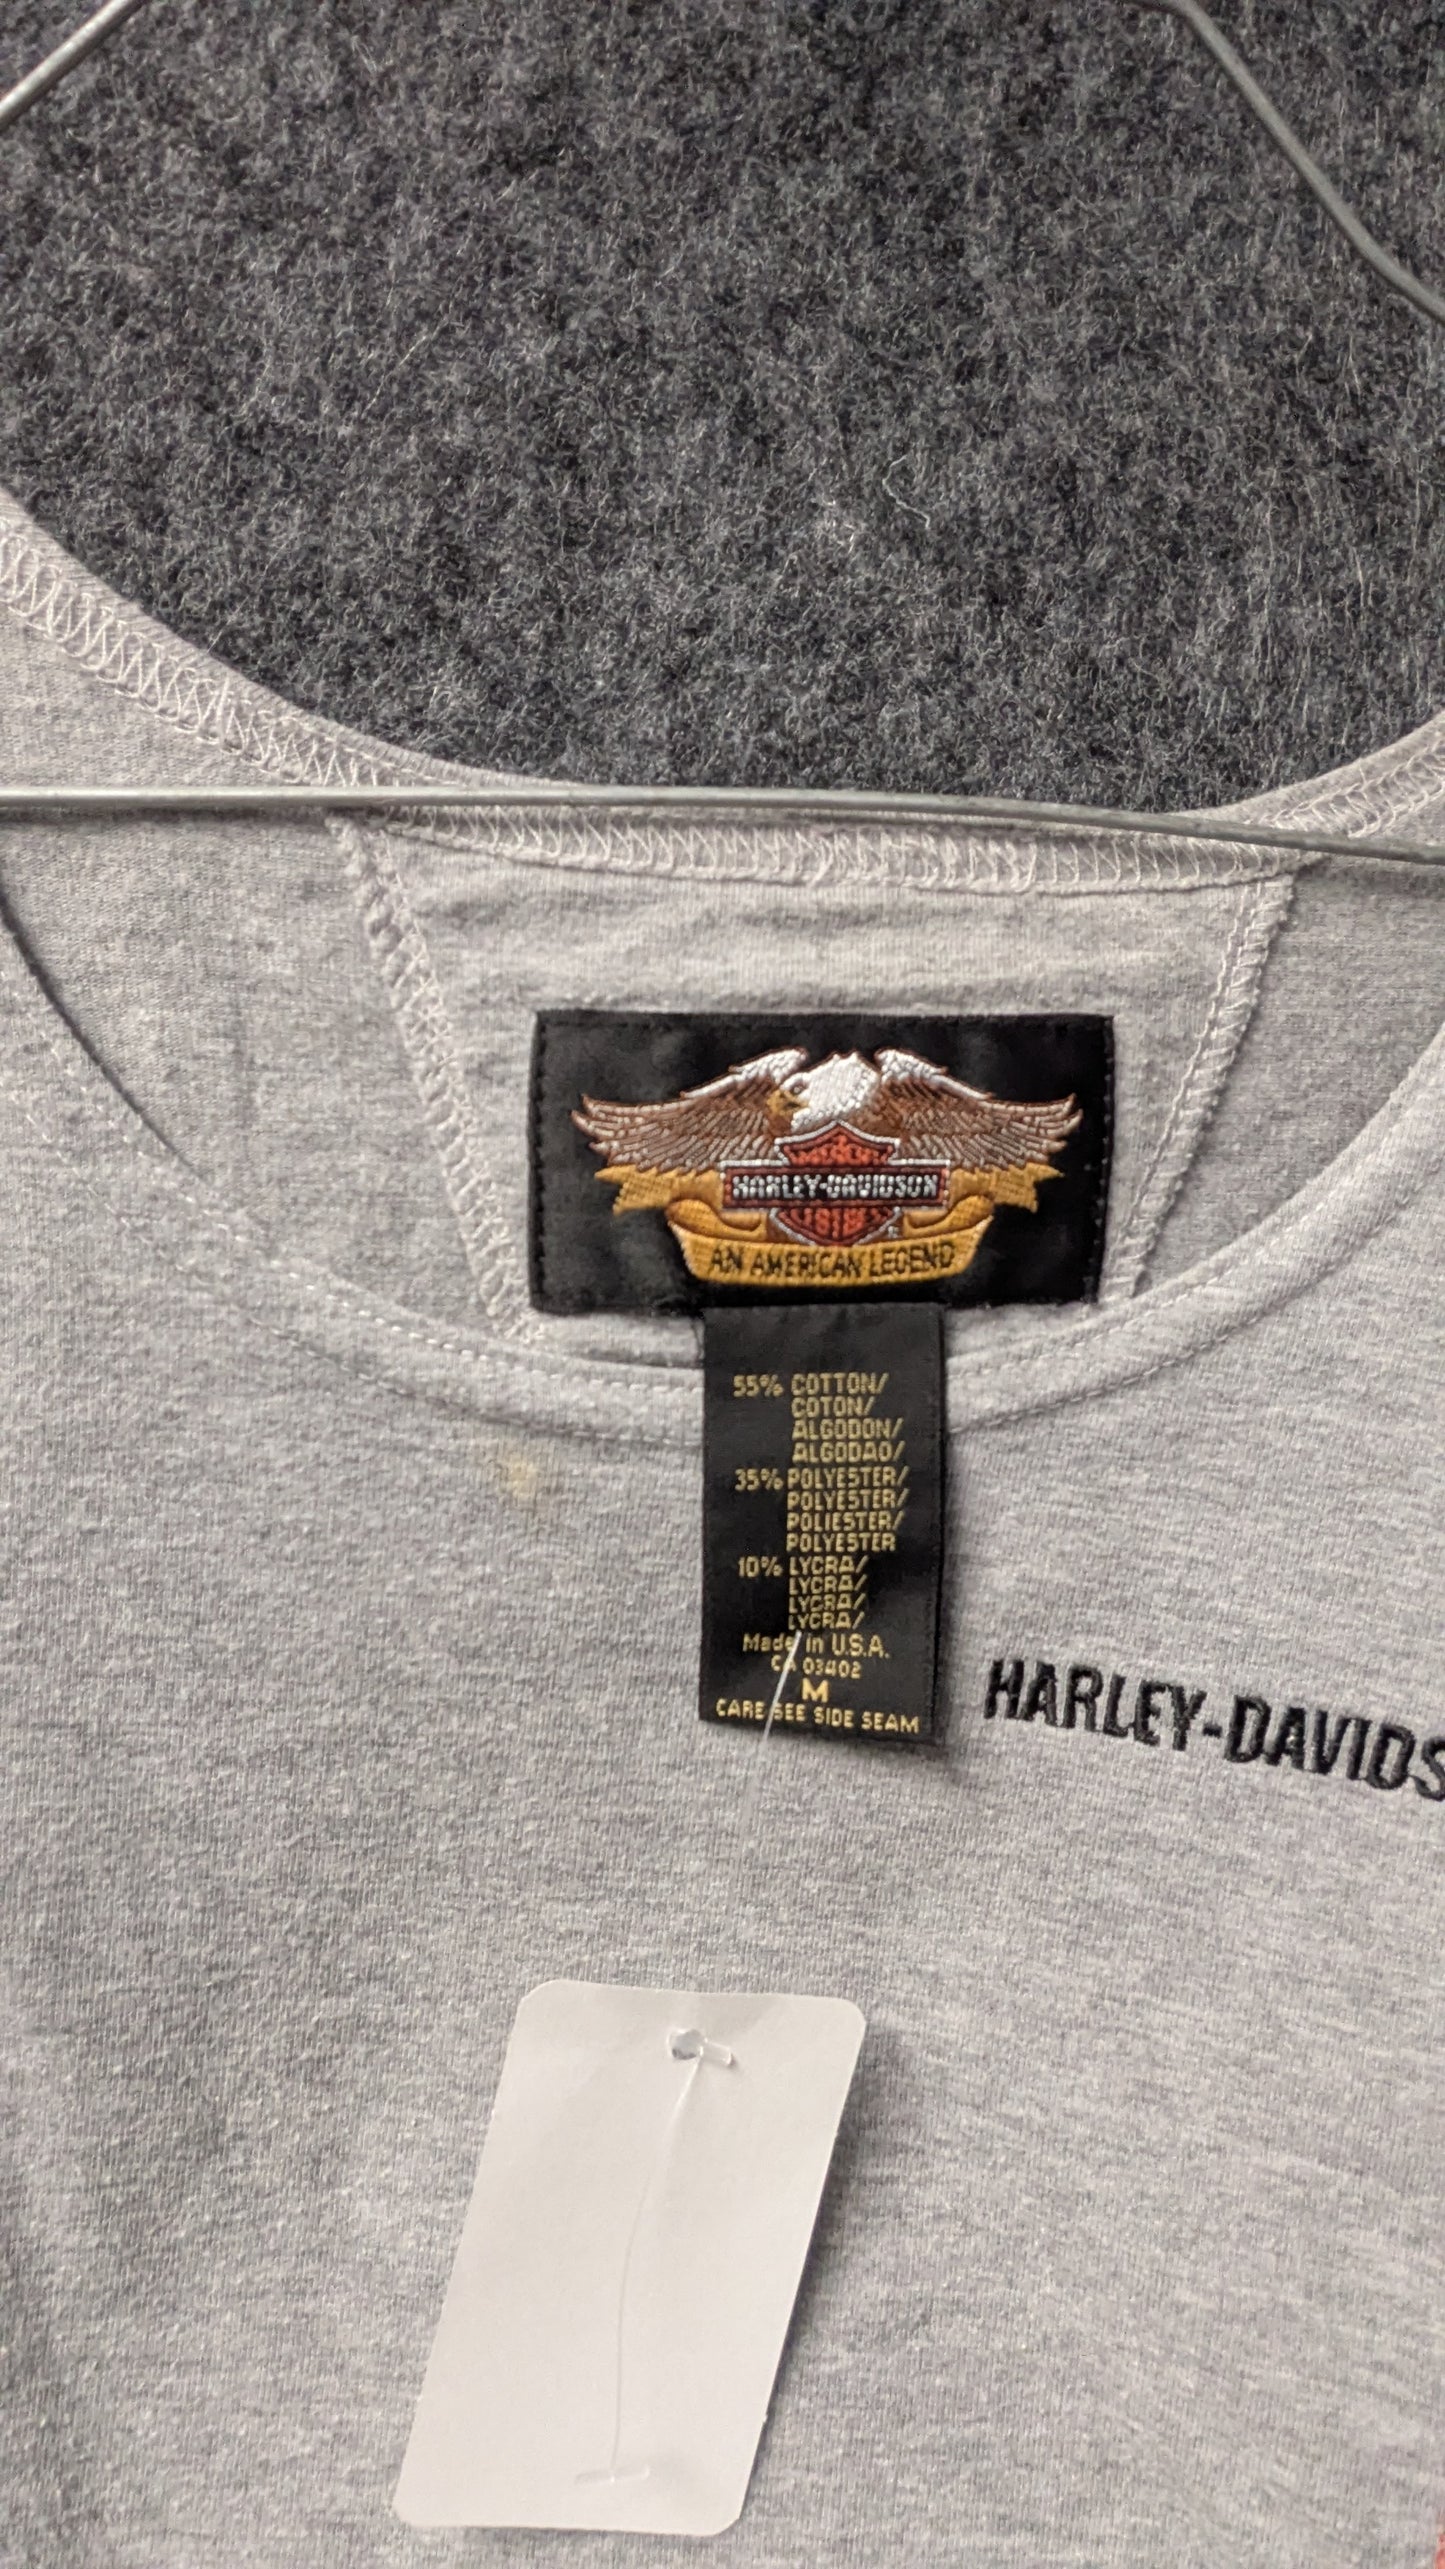 HARLEY-DAVIDSON
AN AMERICAN LEGEND
55% COTTON/
COTON/
ALGODON/
ALGODAO/
35% POLYESTER/
POLYESTER/
POLIESTER/
POLYESTER
10% LYCRA/
LYCRA/
LYCRA/
LYCRA/
Made in U.S.A.
CA 03402
M
CARE SEE SIDE SEAM
HARLEY-DAVIDS